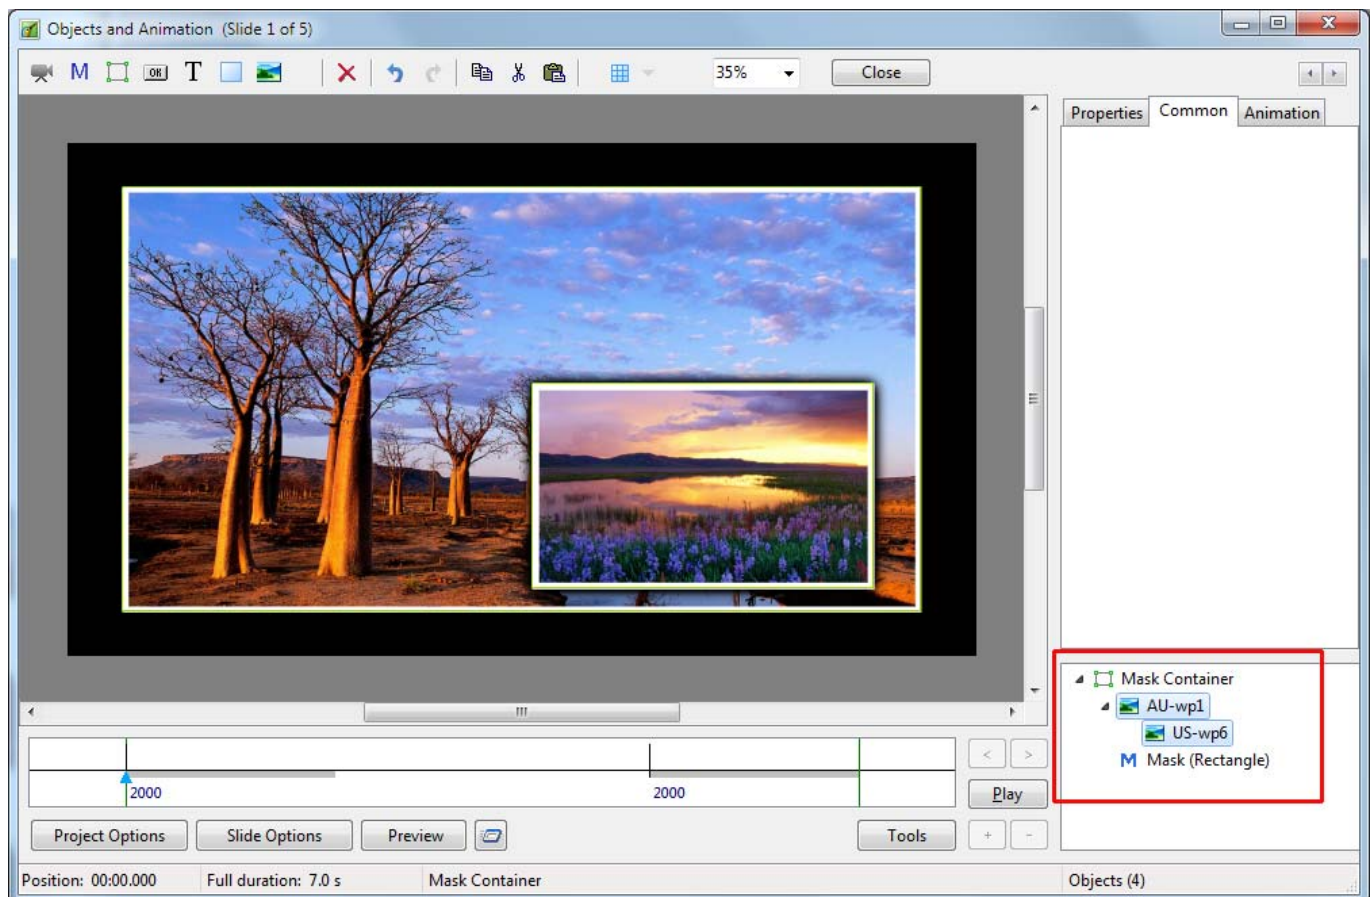 Objects and Animation (Slide 1 of 5)
M OK T 35% Close
Properties Common Animation
Mask Container
AU-wp1
US-wp6
M Mask (Rectangle)
2000 2000
< >
Play
Project Options Slide Options Preview Tools + -
Position: 00:00.000 Full duration: 7.0 s Mask Container Objects (4)